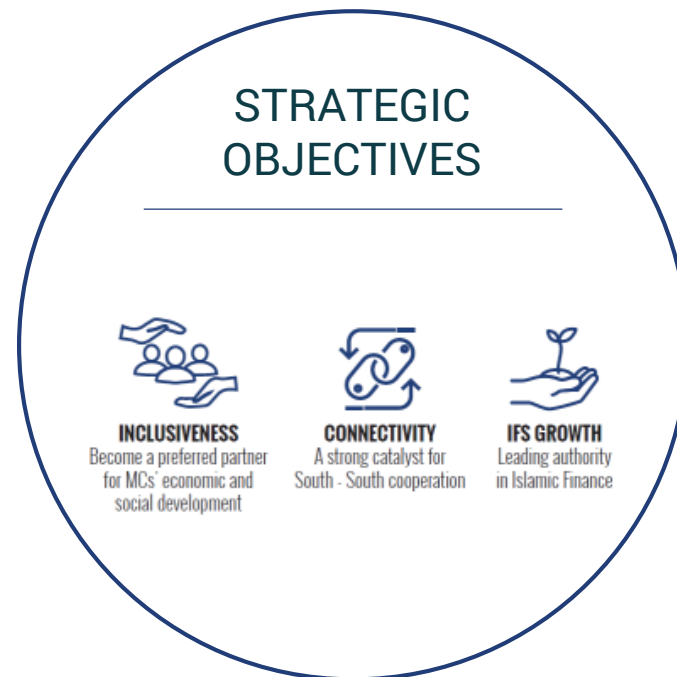 STRATEGIC
OBJECTIVES
INCLUSIVENESS
Become a preferred partner
for MCs' economic and
social development
CONNECTIVITY
A strong catalyst for
South - South cooperation
IFS GROWTH
Leading authority
in Islamic Finance